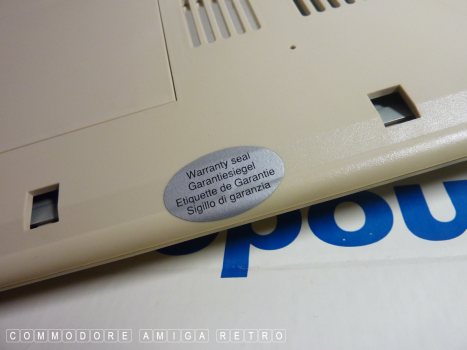 Warranty seal
Garantiesiegel
Etiquette de Garantie
Sigillo di garanzia
COMMODORE AMIGA RETRO